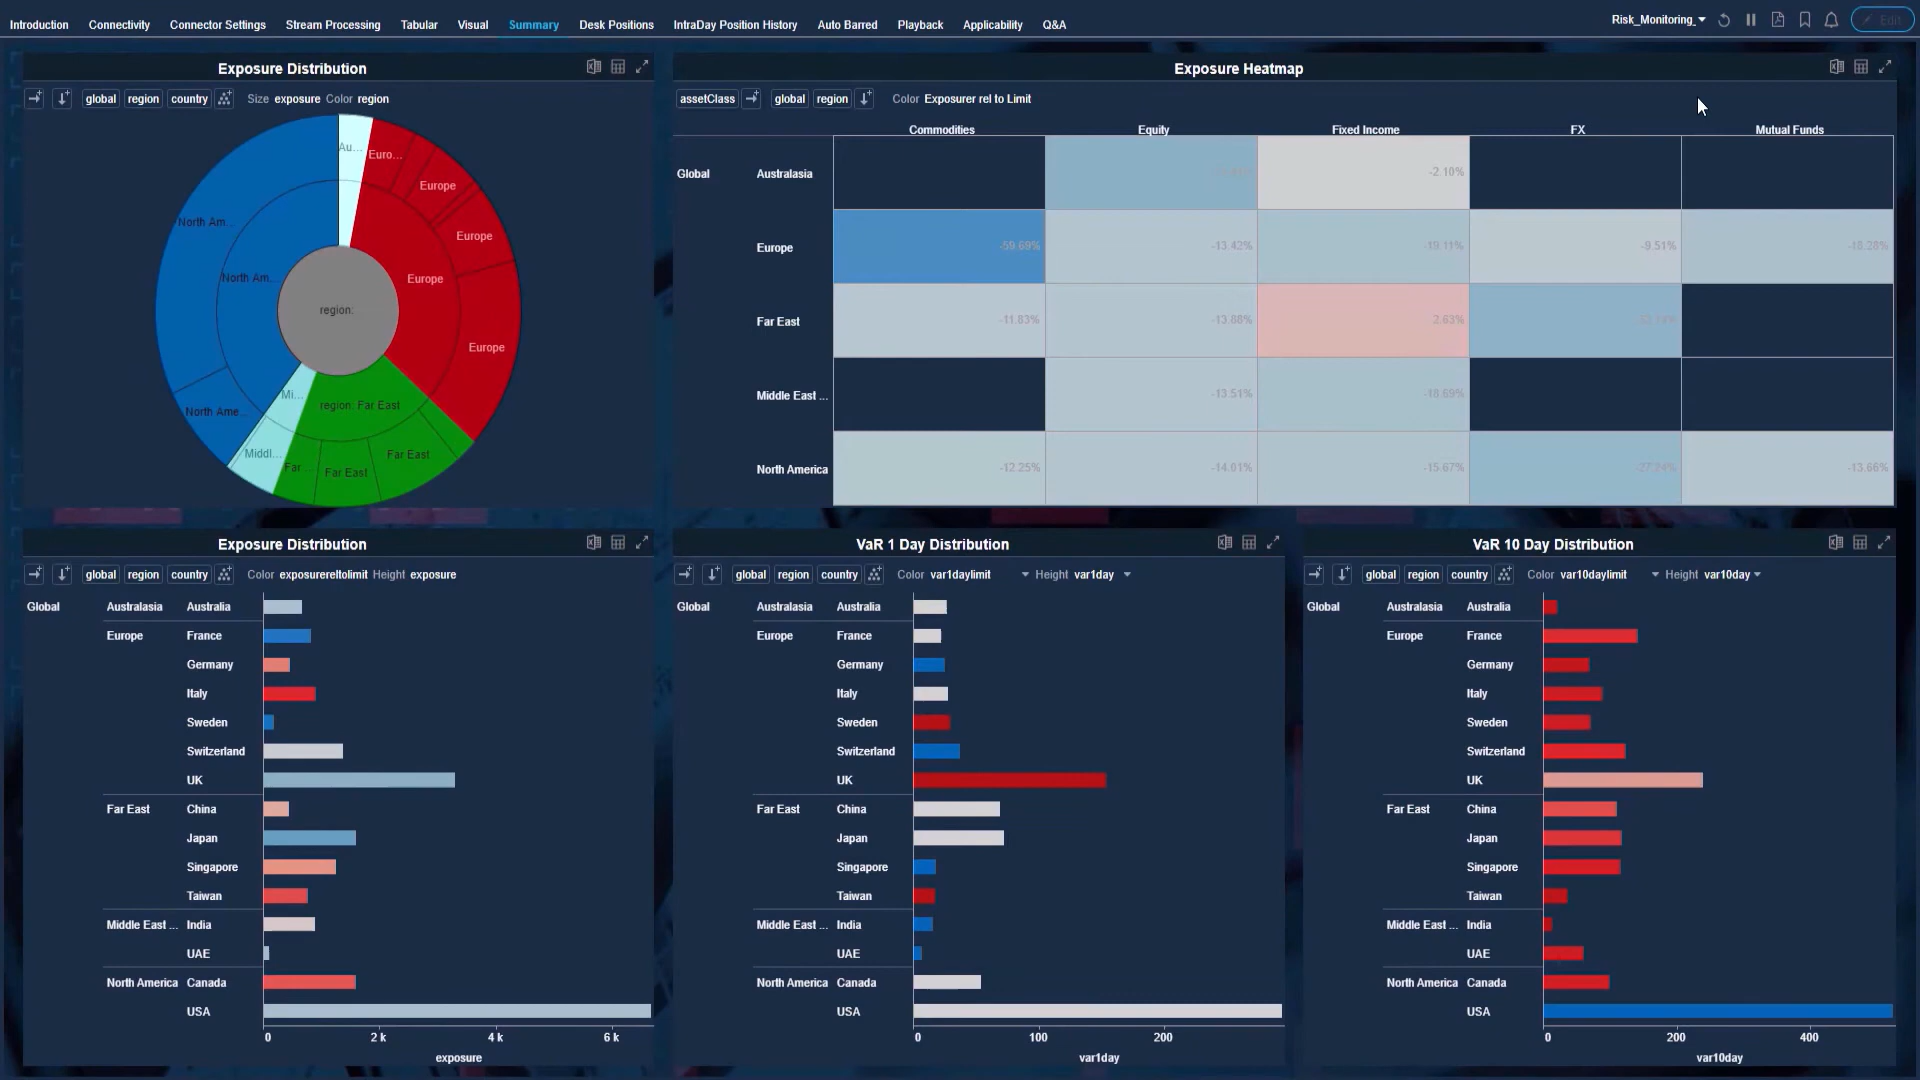 Introduction Connectivity Connector Settings Stream Processing Tabular Visual Summary Desk Positions IntraDay Position History Auto Barred Playback Applicability Q&A Risk_Monitoring_ Edit
Exposure Distribution
global region country Size exposure Color region
Au...
Euro...
Europe
North Am...
Europe
North Am...
Europe
region:
Europe
Mi...
region: Far East
North Ame...
Middl...
Far ...
Far East
Far East
Exposure Heatmap
assetClass global region Color Exposurer rel to Limit
Commodities Equity Fixed Income FX Mutual Funds
Global Australasia -2.10%
Europe -59.69% -13.42% -19.11% -9.51% -18.28%
Far East -11.83% -13.88% 2.63%
Middle East ... -13.51% -18.69%
North America -12.25% -14.01% -15.67% -27.24% -13.66%
Exposure Distribution
global region country Color exposurereltolimit Height exposure
Global Australasia Australia
Europe France
Germany
Italy
Sweden
Switzerland
UK
Far East China
Japan
Singapore
Taiwan
Middle East ... India
UAE
North America Canada
USA
0 2 k 4 k 6 k
exposure
VaR 1 Day Distribution
global region country Color var1daylimit Height var1day
Global Australasia Australia
Europe France
Germany
Italy
Sweden
Switzerland
UK
Far East China
Japan
Singapore
Taiwan
Middle East ... India
UAE
North America Canada
USA
0 100 200
var1day
VaR 10 Day Distribution
global region country Color var10daylimit Height var10day
Global Australasia Australia
Europe France
Germany
Italy
Sweden
Switzerland
UK
Far East China
Japan
Singapore
Taiwan
Middle East ... India
UAE
North America Canada
USA
0 200 400
var10day